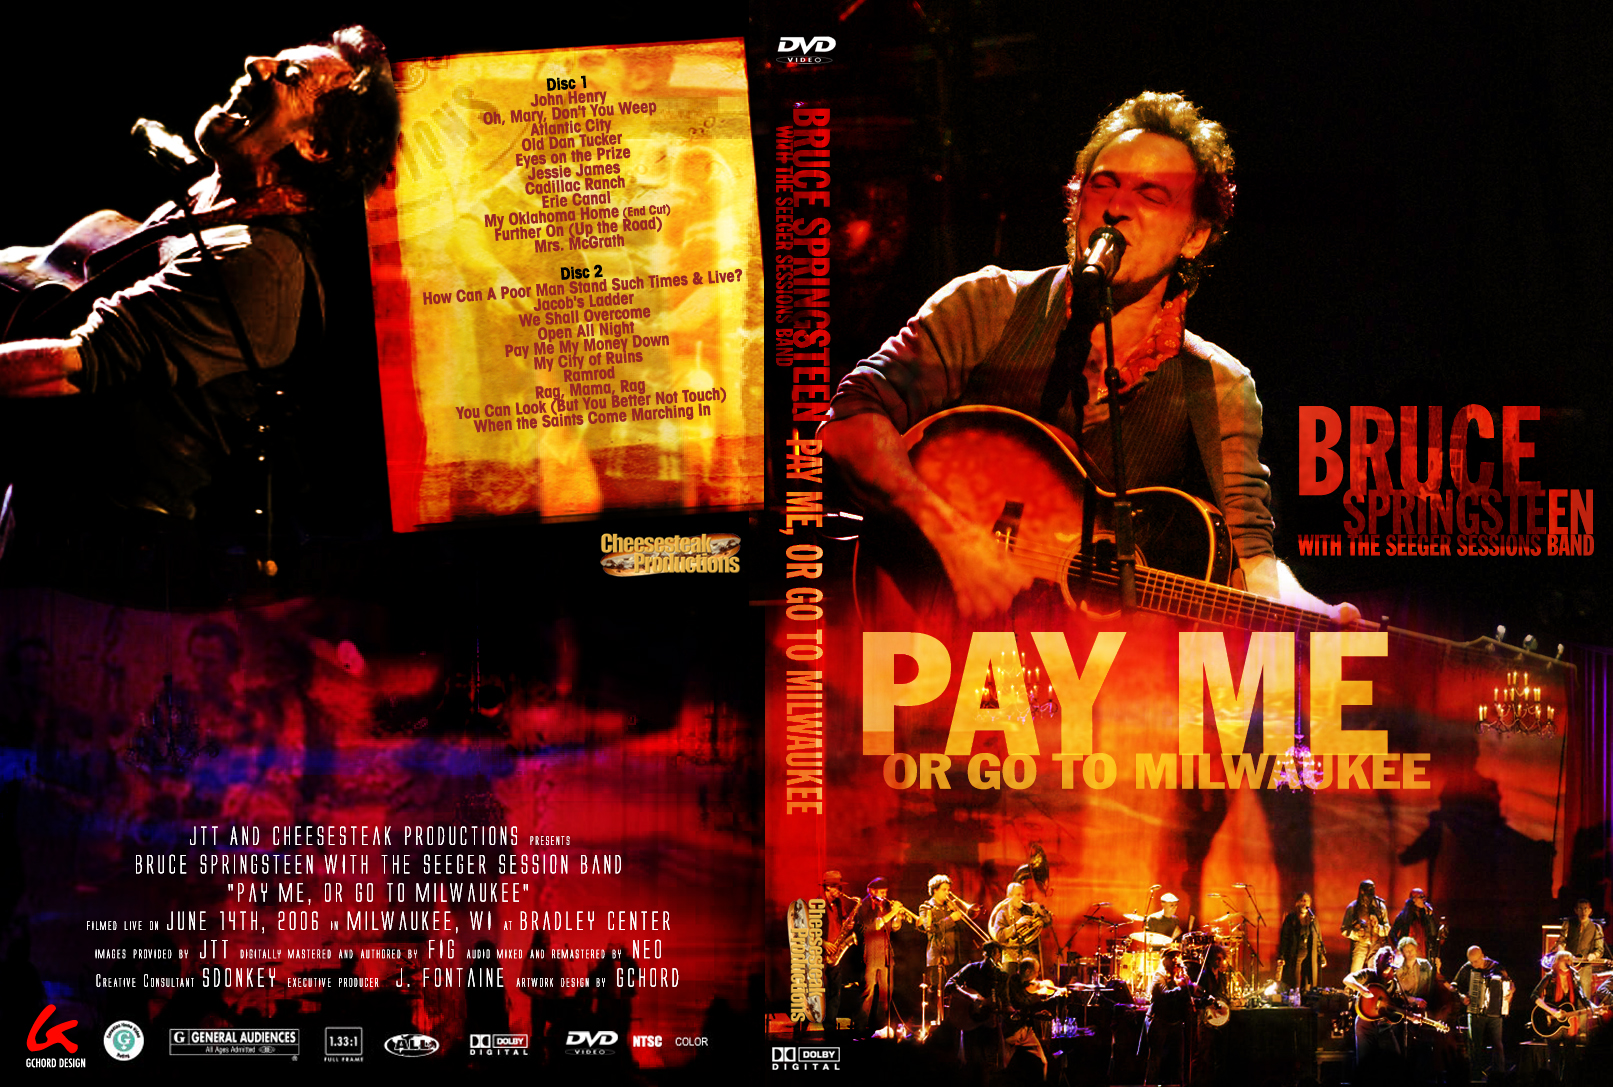 Disc 1
John Henry
Oh, Mary, Don't You Weep
Atlantic City
Old Dan Tucker
Eyes on the Prize
Jessie James
Cadillac Ranch
Erie Canal
My Oklahoma Home (End Cut)
Further On (Up the Road)
Mrs. McGrath
Disc 2
How Can A Poor Man Stand Such Times & Live?
Jacob's Ladder
We Shall Overcome
Open All Night
Pay Me My Money Down
My City of Ruins
Ramrod
Rag, Mama, Rag
You Can Look (But You Better Not Touch)
When the Saints Come Marching In
Cheesesteak
Productions
JTT AND CHEESESTEAK PRODUCTIONS PRESENTS
BRUCE SPRINGSTEEN WITH THE SEEGER SESSION BAND
"PAY ME, OR GO TO MILWAUKEE"
FILMED LIVE ON JUNE 14TH, 2006 IN MILWAUKEE, WI AT BRADLEY CENTER
IMAGES PROVIDED BY JTT DIGITALLY MASTERED AND AUTHORED BY FIG AUDIO MIXED AND REMASTERED BY NEO
CREATIVE CONSULTANT SDONKEY EXECUTIVE PRODUCER J. FONTAINE ARTWORK DESIGN BY GCHORD
GCHORD DESIGN
G GENERAL AUDIENCES
All Ages Admitted
1.33:1
FULL FRAME
ALL
DOLBY
DIGITAL
DVD
VIDEO
NTSC
COLOR
DVD
VIDEO
BRUCE SPRINGSTEEN
WITH THE SEEGER SESSIONS BAND
PAY ME, OR GO TO MILWAUKEE
Cheesesteak
Productions
DOLBY
DIGITAL
BRUCE
SPRINGSTEEN
WITH THE SEEGER SESSIONS BAND
PAY ME
OR GO TO MILWAUKEE